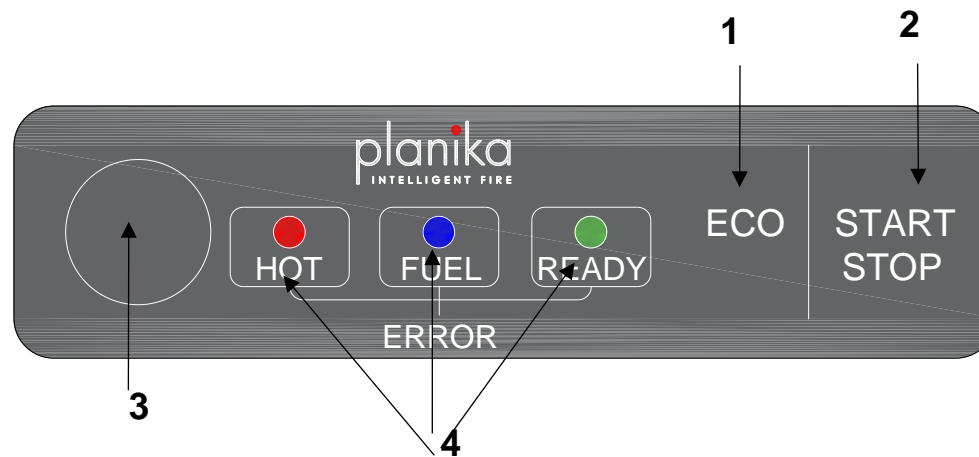 1
2
planika
INTELLIGENT FIRE
ECO
START
STOP
HOT
FUEL
READY
ERROR
3
4